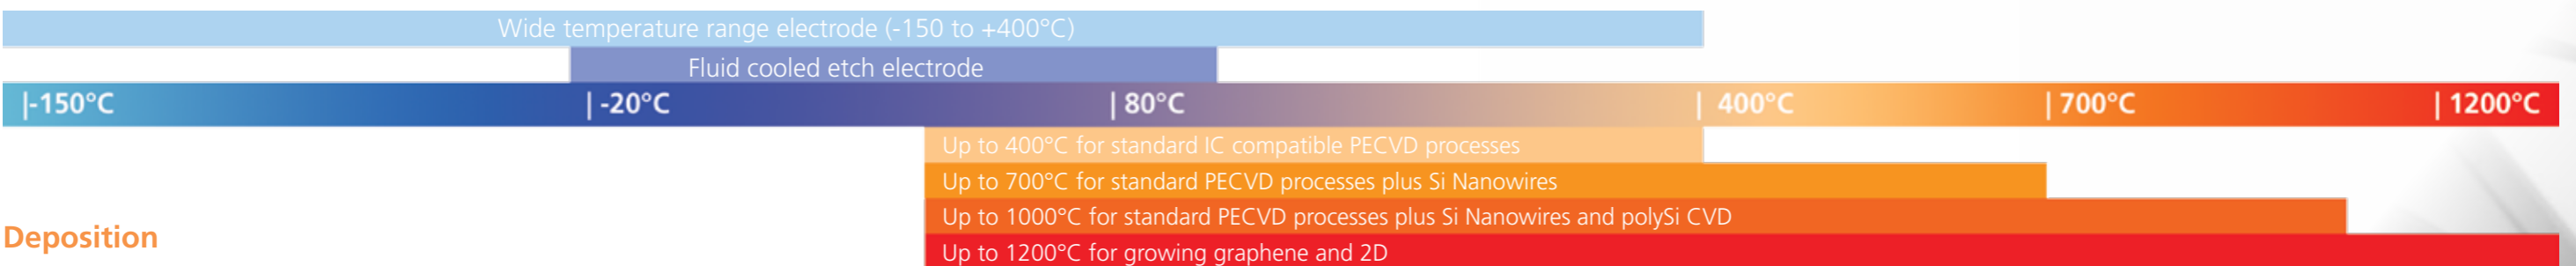 Wide temperature range electrode (-150 to +400°C)
Fluid cooled etch electrode
|-150°C | -20°C | 80°C | 400°C | 700°C | 1200°C
Up to 400°C for standard IC compatible PECVD processes
Up to 700°C for standard PECVD processes plus Si Nanowires
Up to 1000°C for standard PECVD processes plus Si Nanowires and polySi CVD
Deposition
Up to 1200°C for growing graphene and 2D